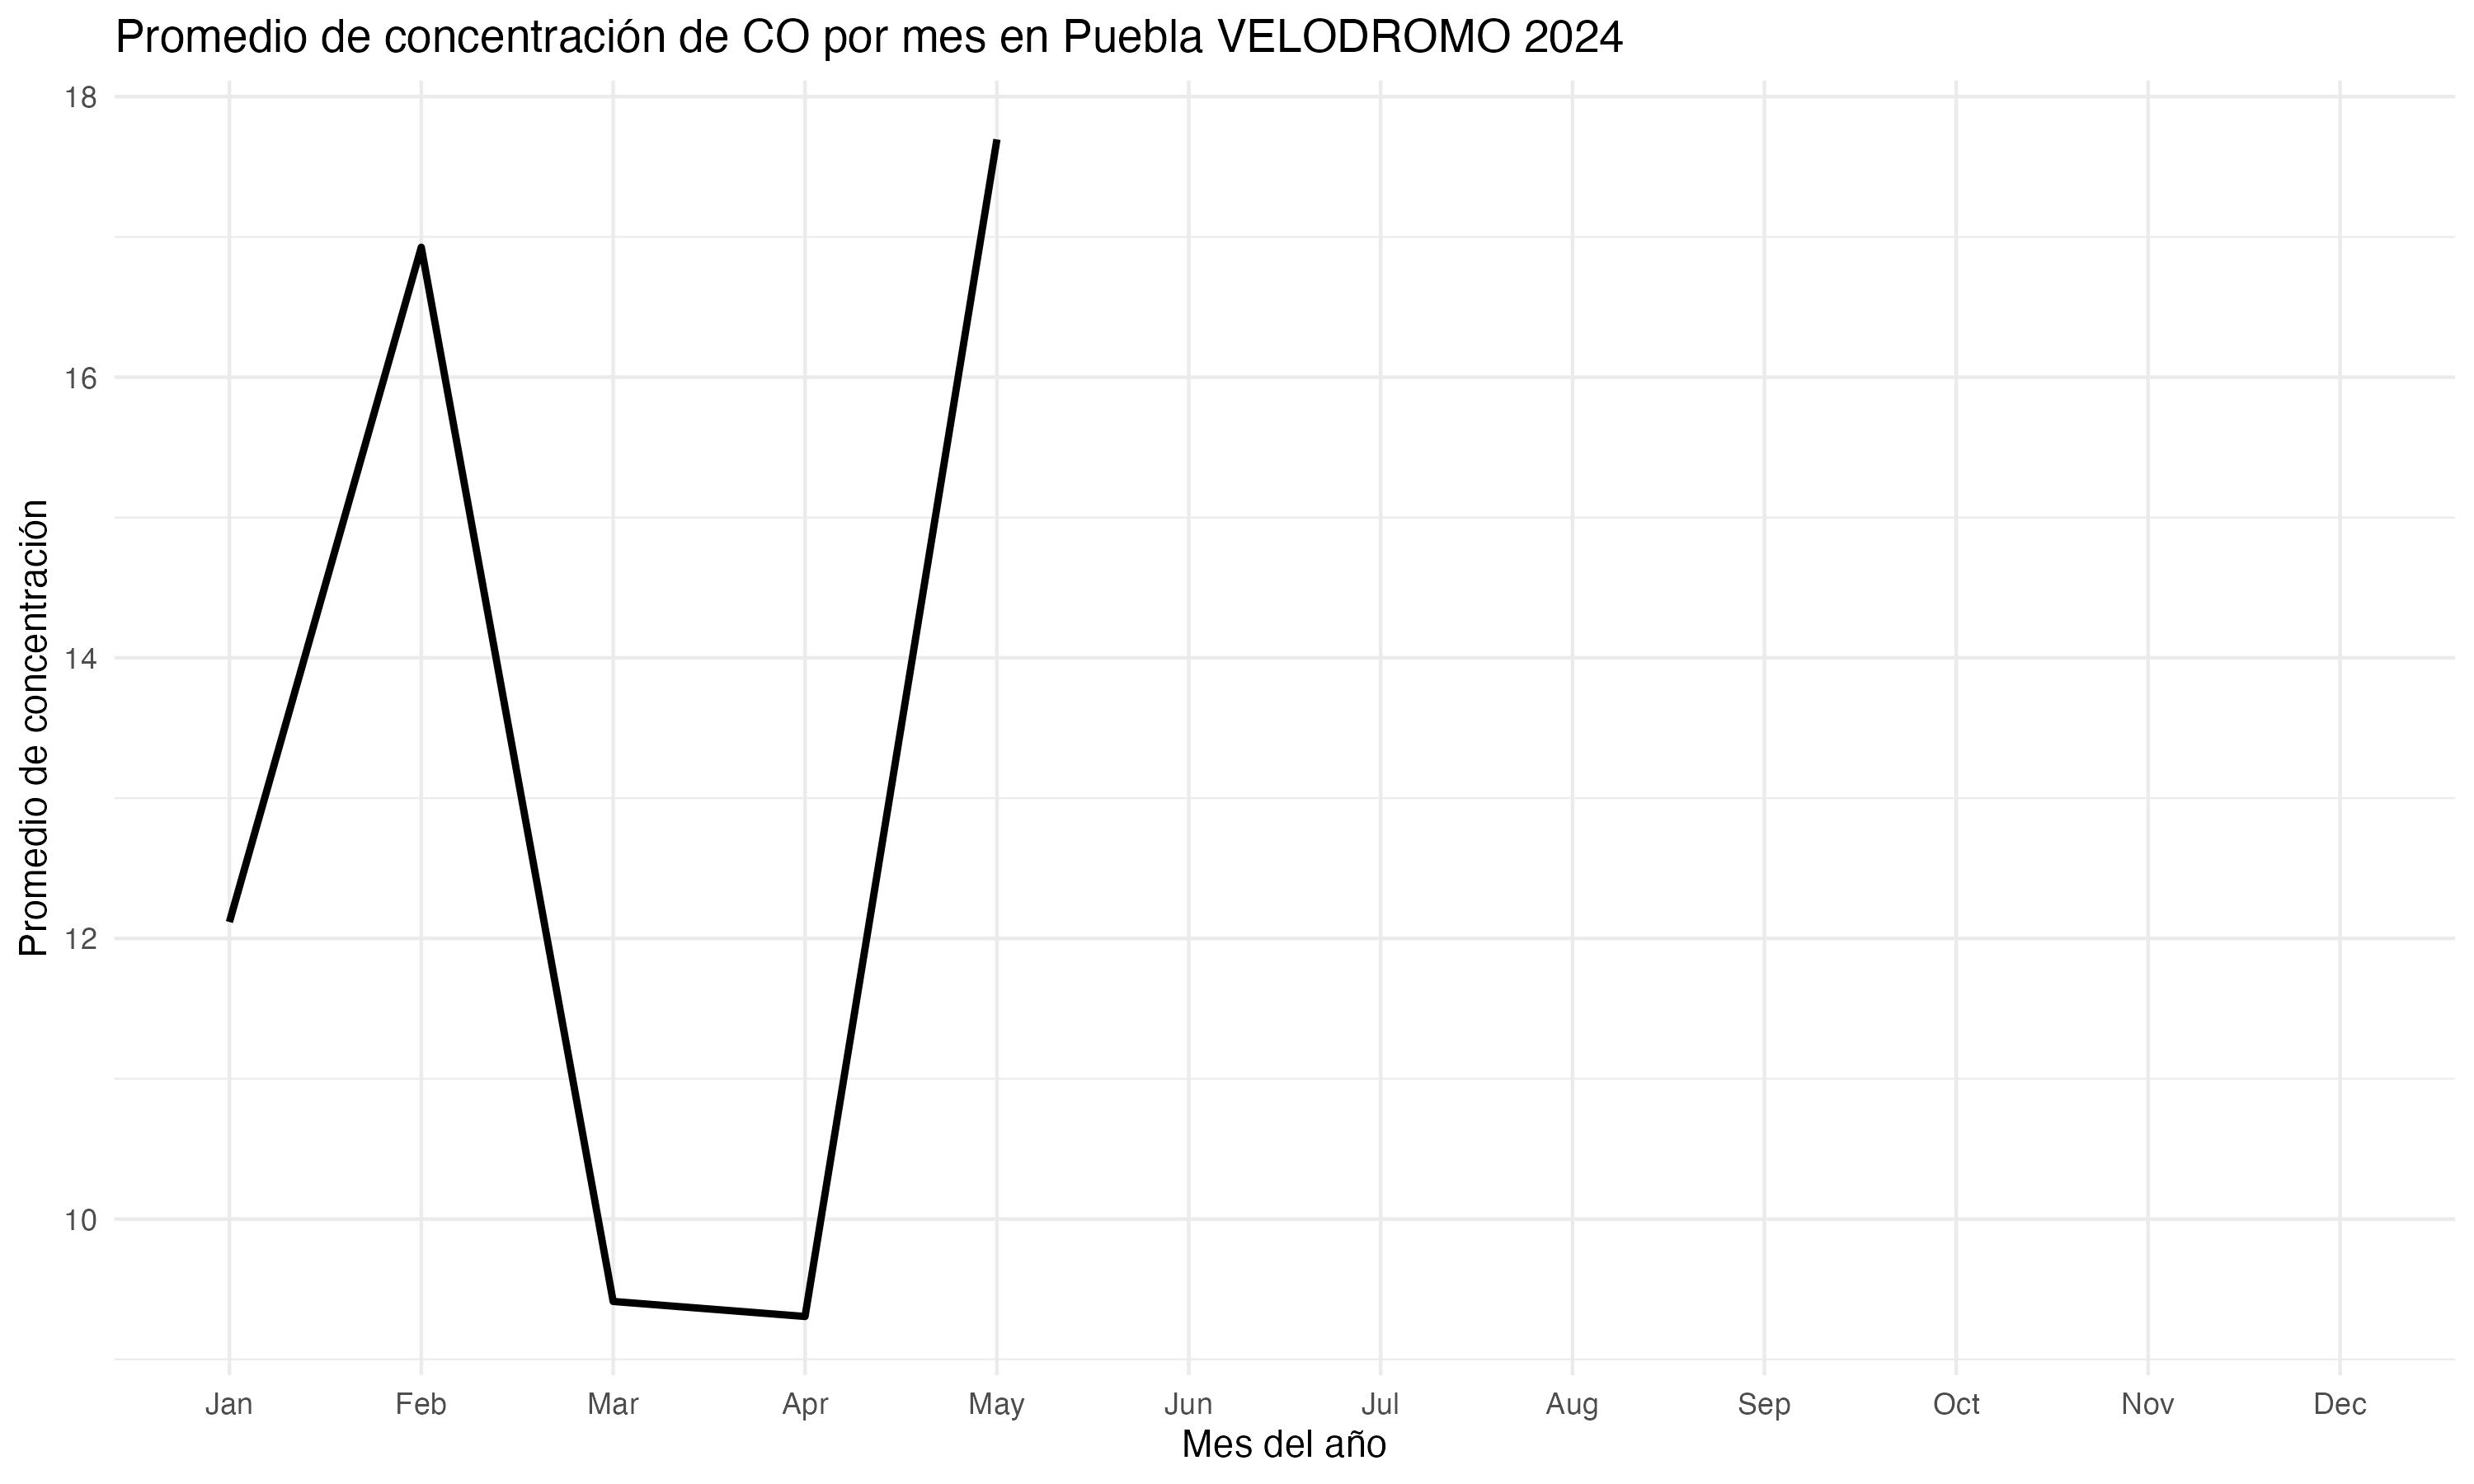 Promedio de concentración de CO por mes en Puebla VELODROMO 2024
Promedio de concentración
18
16
14
12
10
Jan Feb Mar Apr May Jun Jul Aug Sep Oct Nov Dec
Mes del año